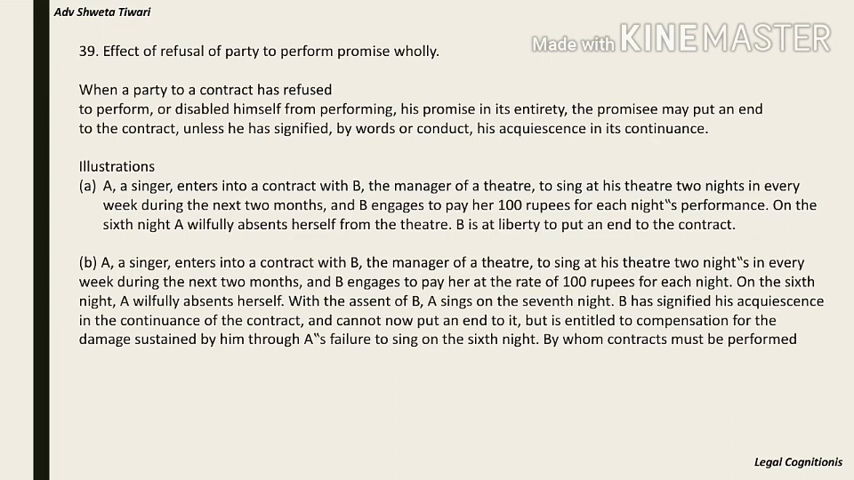 Adv Shweta Tiwari
Made with KINEMASTER
39. Effect of refusal of party to perform promise wholly.
When a party to a contract has refused
to perform, or disabled himself from performing, his promise in its entirety, the promisee may put an end
to the contract, unless he has signified, by words or conduct, his acquiescence in its continuance.
Illustrations
(a) A, a singer, enters into a contract with B, the manager of a theatre, to sing at his theatre two nights in every
week during the next two months, and B engages to pay her 100 rupees for each night‟s performance. On the
sixth night A wilfully absents herself from the theatre. B is at liberty to put an end to the contract.
(b) A, a singer, enters into a contract with B, the manager of a theatre, to sing at his theatre two night‟s in every
week during the next two months, and B engages to pay her at the rate of 100 rupees for each night. On the sixth
night, A wilfully absents herself. With the assent of B, A sings on the seventh night. B has signified his acquiescence
in the continuance of the contract, and cannot now put an end to it, but is entitled to compensation for the
damage sustained by him through A‟s failure to sing on the sixth night. By whom contracts must be performed
Legal Cognitionis